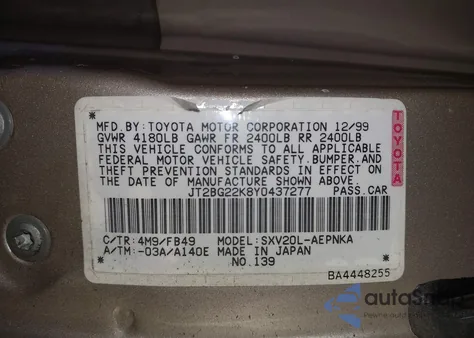 MFD.BY:TOYOTA MOTOR CORPORATION 12/99
GVWR 4180LB GAWR FR 2400LB RR 2400LB
THIS VEHICLE CONFORMS TO ALL APPLICABLE
FEDERAL MOTOR VEHICLE SAFETY.BUMPER.AND
THEFT PREVENTION STANDARDS IN EFFECT ON
THE DATE OF MANUFACTURE SHOWN ABOVE.
JT2BG22K8Y0437277 PASS.CAR
C/TR:4M9/FB49 MODEL:SXV20L-AEPNKA
A/TM:-03A/A140E MADE IN JAPAN
NO.139
BA4448255
TOYOTA